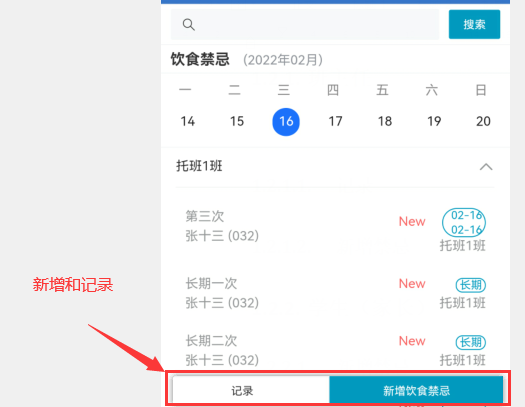 搜索
饮食禁忌 (2022年02月)
一 二 三 四 五 六 日
14 15 16 17 18 19 20
托班1班
第三次 New 02-16
02-16
张十三 (032) 托班1班
长期一次 New 长期
张十三 (032) 托班1班
新增和记录
长期二次 New 长期
张十三 (032) 托班1班
记录 新增饮食禁忌